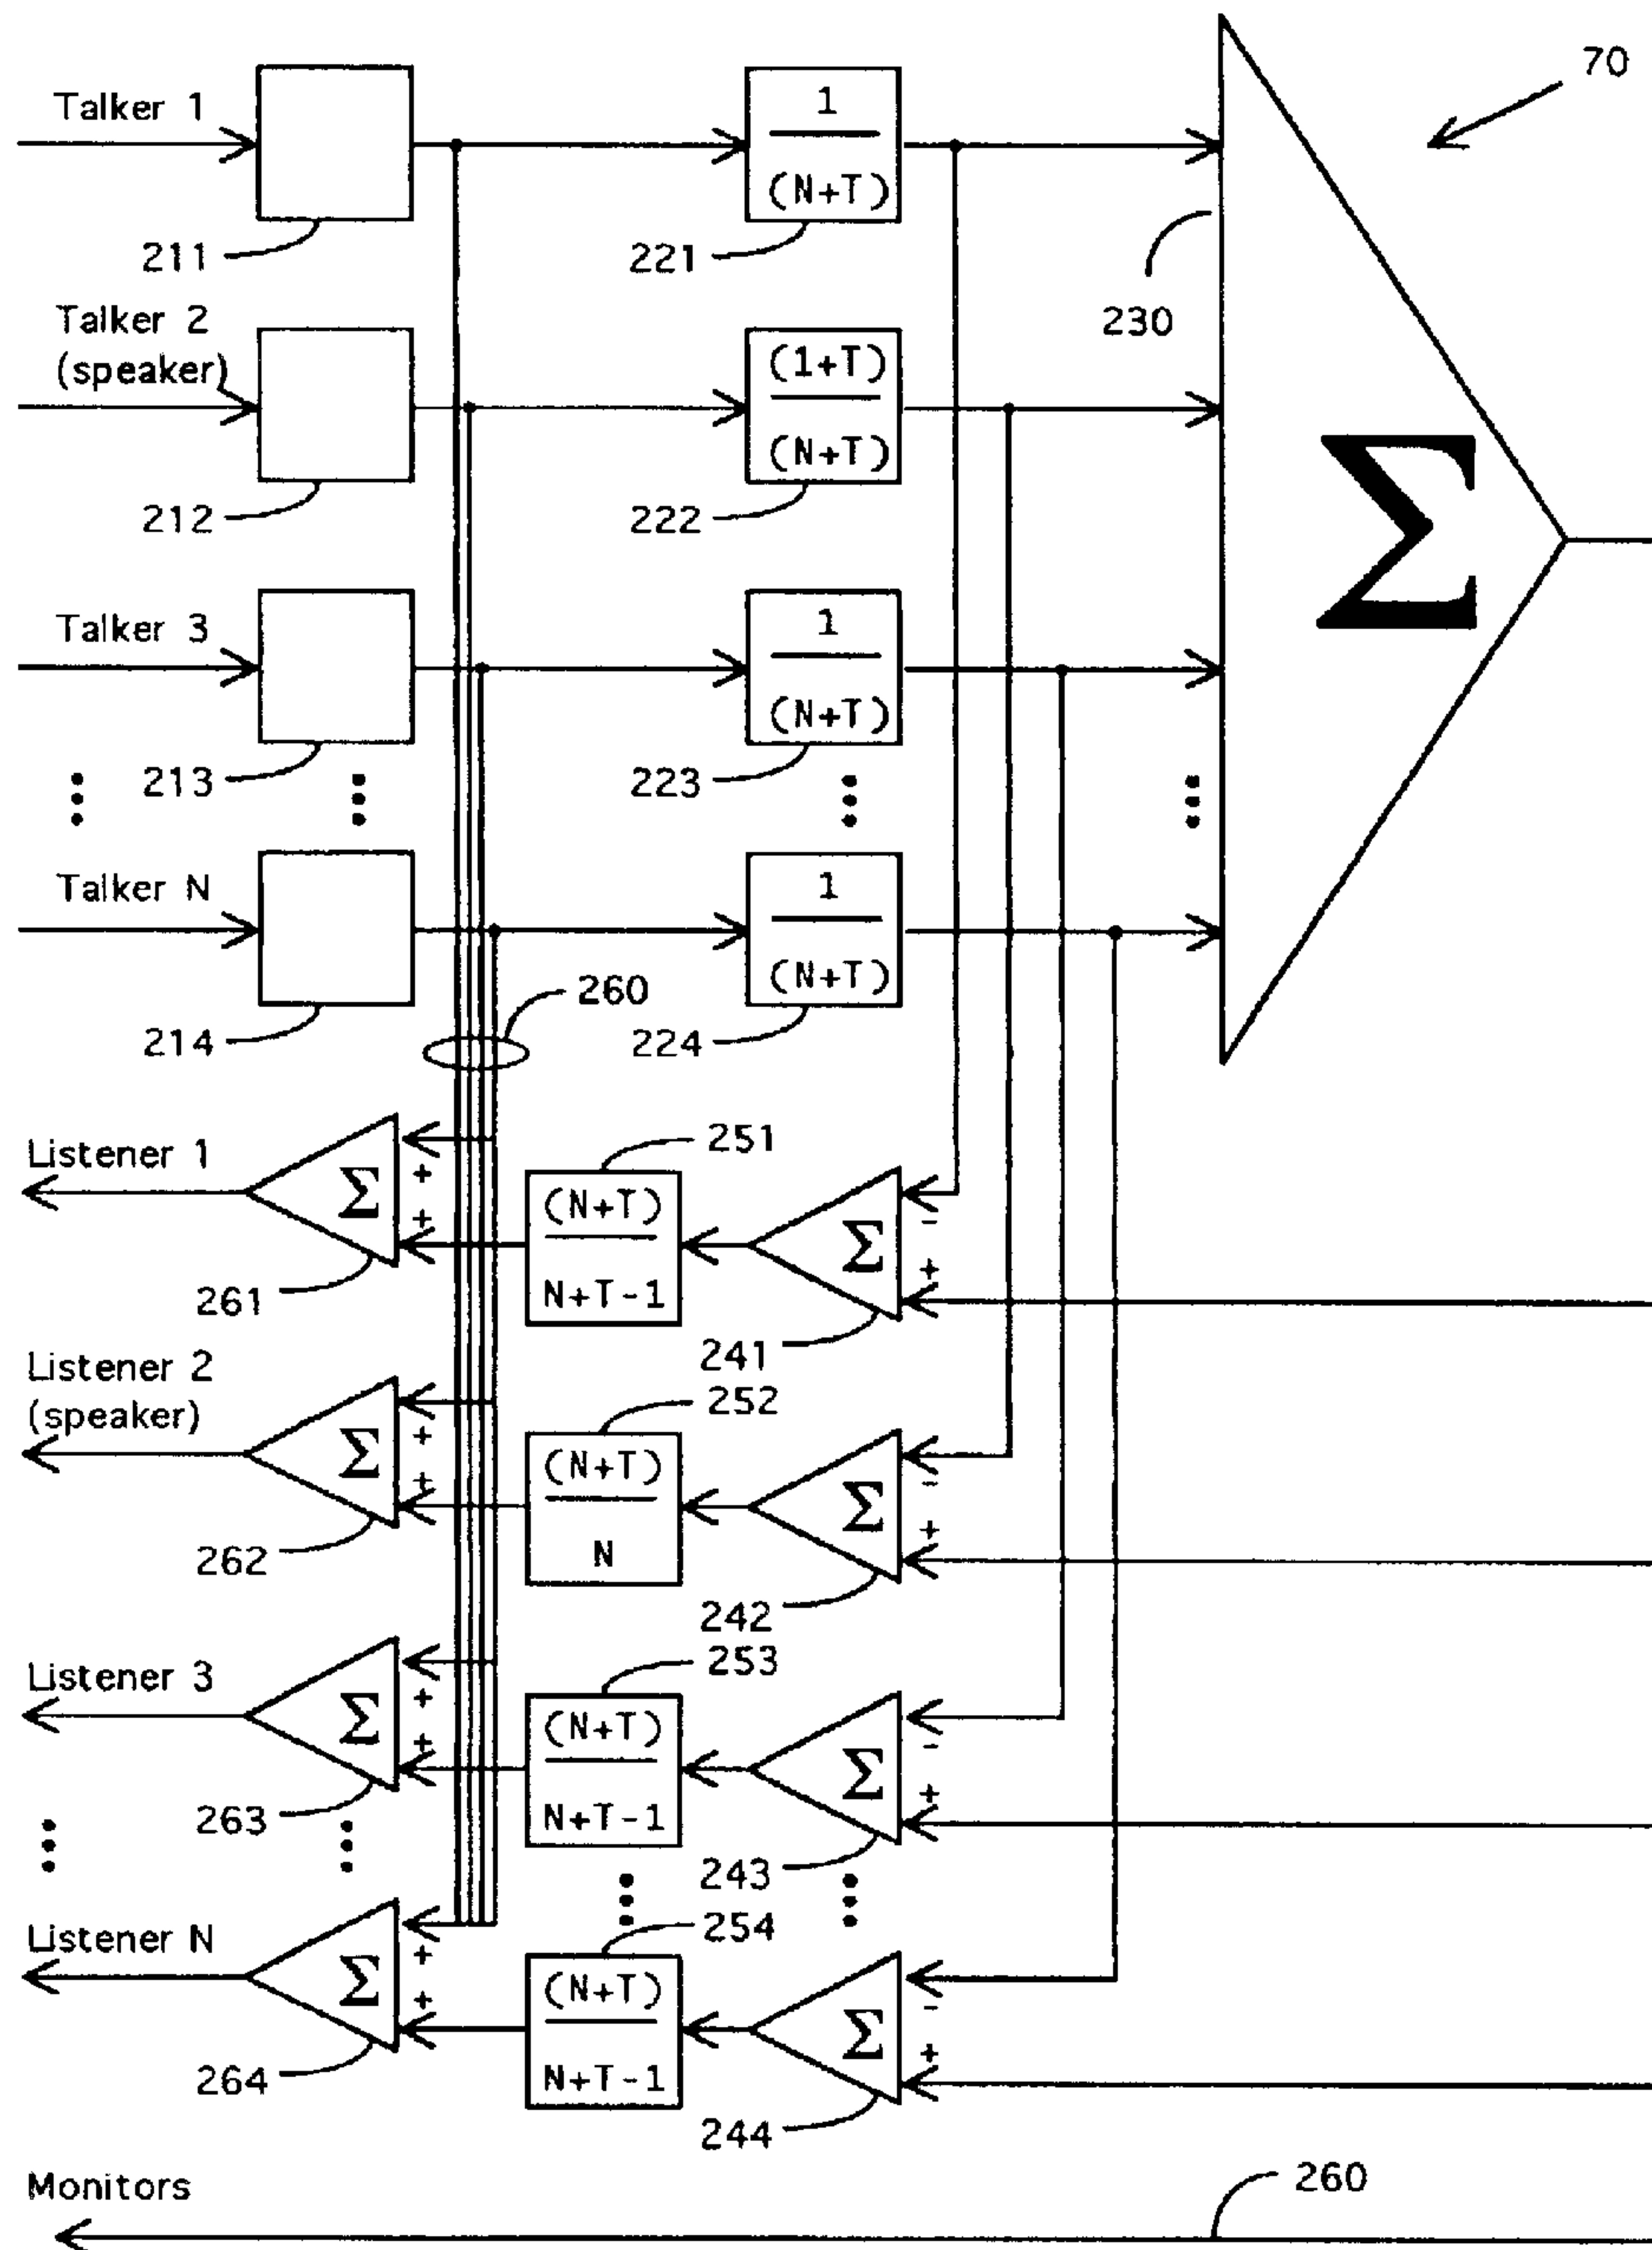 70
Talker 1
1
(N+T)
211
221
230
Talker 2
(speaker)
(1+T)
(N+T)
212
222
Σ
Talker 3
1
(N+T)
213
223
Talker N
1
(N+T)
260
214
224
Listener 1
Σ
+
+
251
(N+T)
N+T-1
Σ
-
+
261
241
Listener 2
(speaker)
Σ
+
+
252
(N+T)
N
Σ
-
+
262
242
Listener 3
Σ
+
+
253
(N+T)
N+T-1
Σ
-
+
263
243
Listener N
Σ
+
+
254
(N+T)
N+T-1
Σ
-
+
264
244
Monitors
260